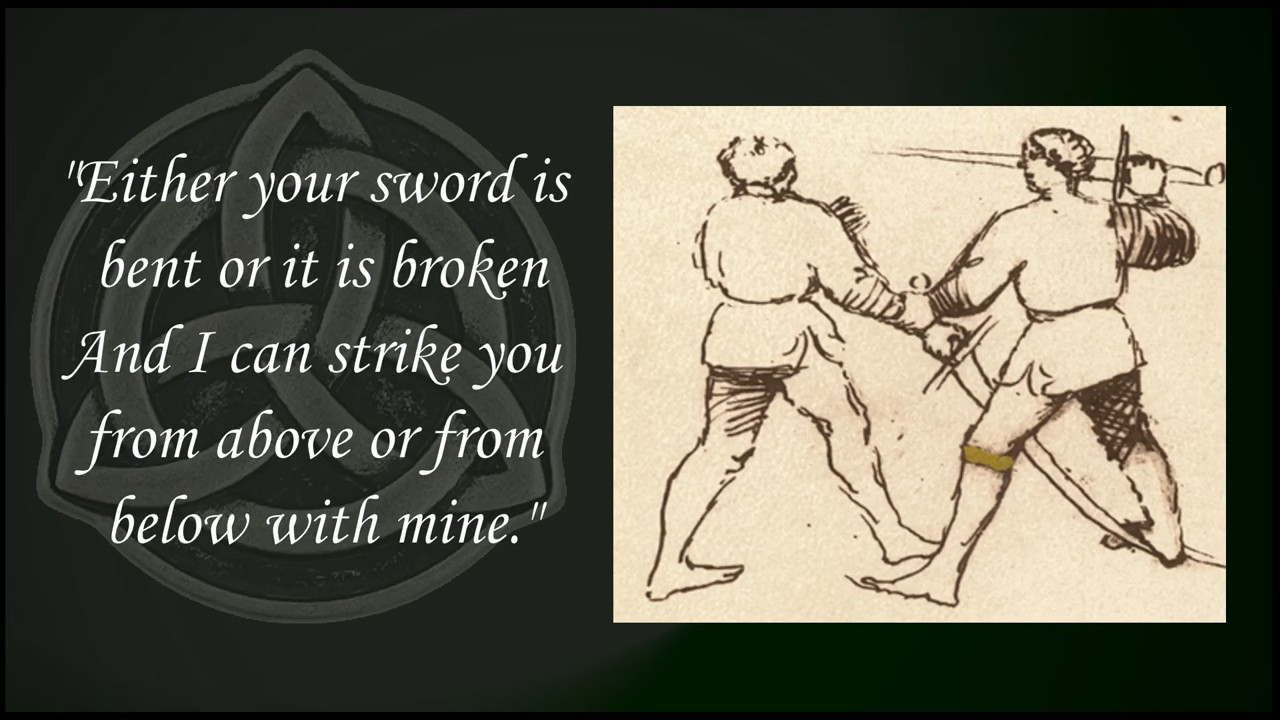 "Either your sword is
bent or it is broken
And I can strike you
from above or from
below with mine."